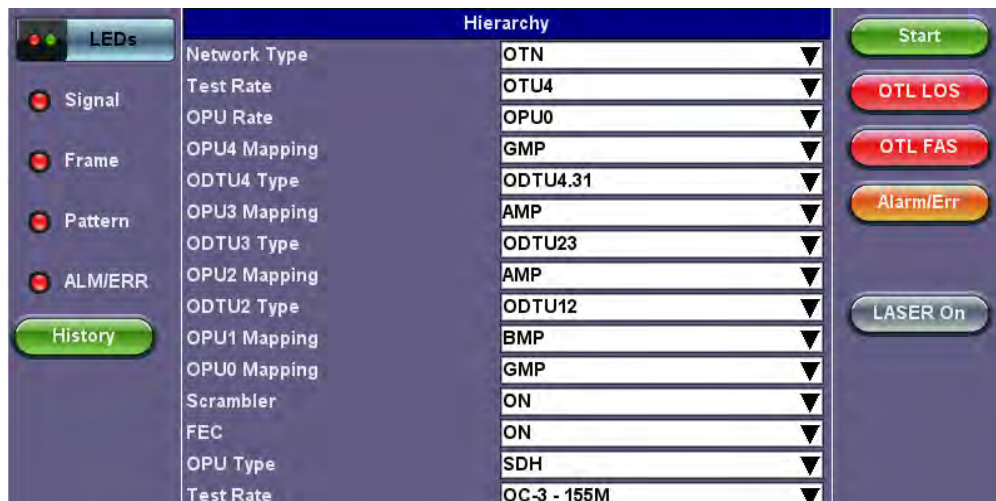 LEDs
Signal
Frame
Pattern
ALM/ERR
History
Hierarchy
Network Type OTN
Test Rate OTU4
OPU Rate OPU0
OPU4 Mapping GMP
ODTU4 Type ODTU4.31
OPU3 Mapping AMP
ODTU3 Type ODTU23
OPU2 Mapping AMP
ODTU2 Type ODTU12
OPU1 Mapping BMP
OPU0 Mapping GMP
Scrambler ON
FEC ON
OPU Type SDH
Test Rate OC-3 - 155M
Start
OTL LOS
OTL FAS
Alarm/Err
LASER On